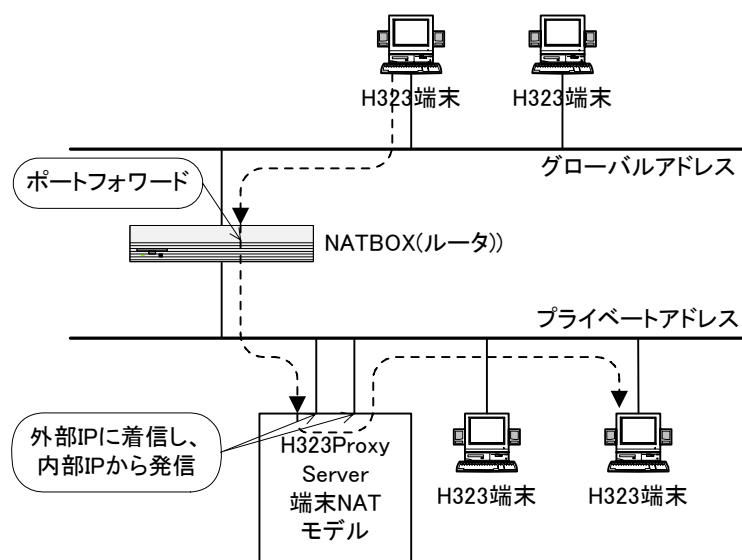 H323端末
H323端末
グローバルアドレス
ポートフォワード
NATBOX(ルータ))
プライベートアドレス
外部IPに着信し、
内部IPから発信
H323Proxy
Server
端末NAT
モデル
H323端末
H323端末